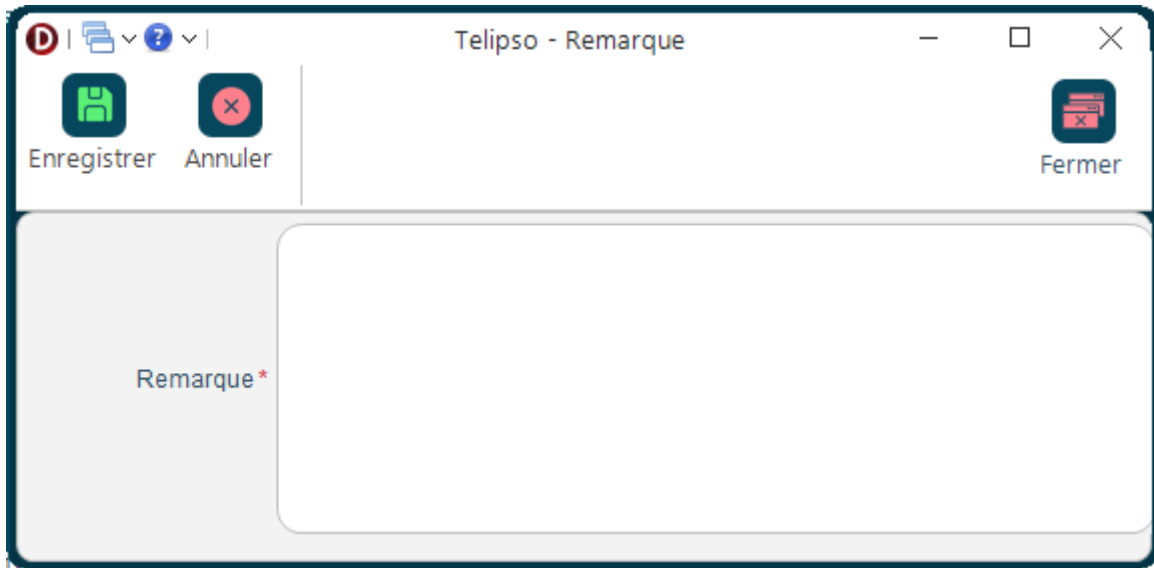 Telipso - Remarque
Enregistrer
Annuler
Fermer
Remarque *